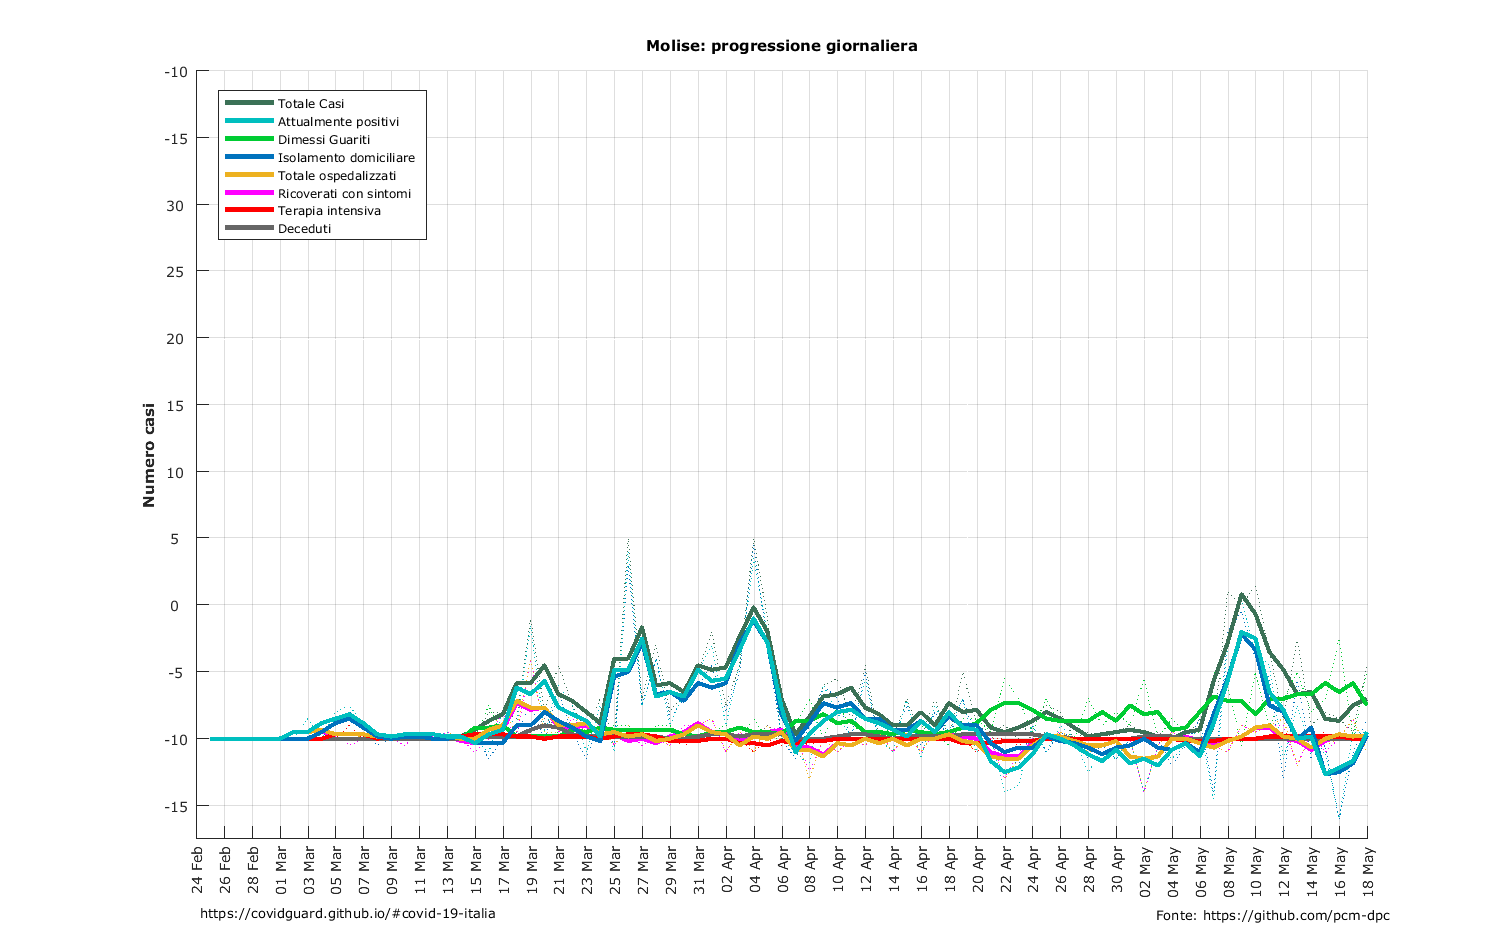 Molise: progressione giornaliera
-10
-15
30
25
20
15
10
5
0
-5
-10
-15
Numero casi
Totale Casi
Attualmente positivi
Dimessi Guariti
Isolamento domiciliare
Totale ospedalizzati
Ricoverati con sintomi
Terapia intensiva
Deceduti
24 Feb
26 Feb
28 Feb
01 Mar
03 Mar
05 Mar
07 Mar
09 Mar
11 Mar
13 Mar
15 Mar
17 Mar
19 Mar
21 Mar
23 Mar
25 Mar
27 Mar
29 Mar
31 Mar
02 Apr
04 Apr
06 Apr
08 Apr
10 Apr
12 Apr
14 Apr
16 Apr
18 Apr
20 Apr
22 Apr
24 Apr
26 Apr
28 Apr
30 Apr
02 May
04 May
06 May
08 May
10 May
12 May
14 May
16 May
18 May
https://covidguard.github.io/#covid-19-italia
Fonte: https://github.com/pcm-dpc